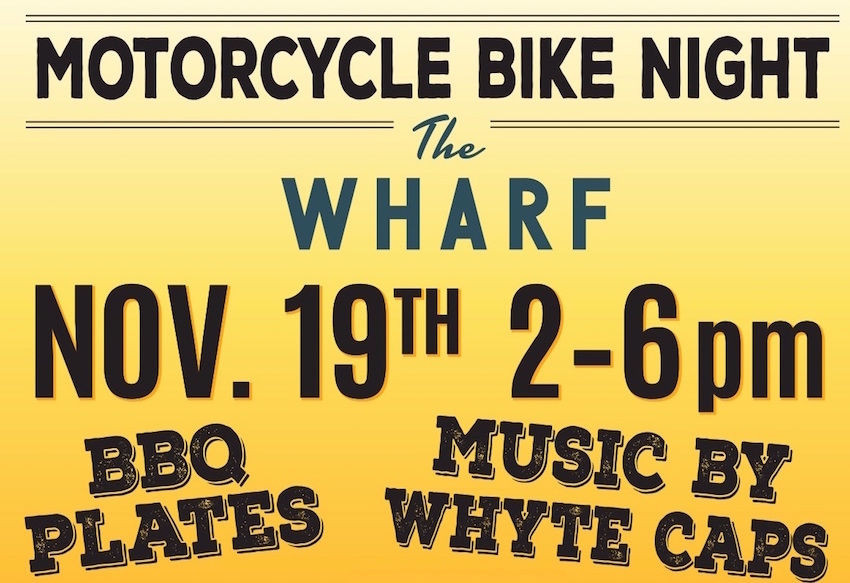 MOTORCYCLE BIKE NIGHT
The
WHARF
NOV. 19TH 2-6pm
BBQ
PLATES
MUSIC BY
WHYTE CAPS